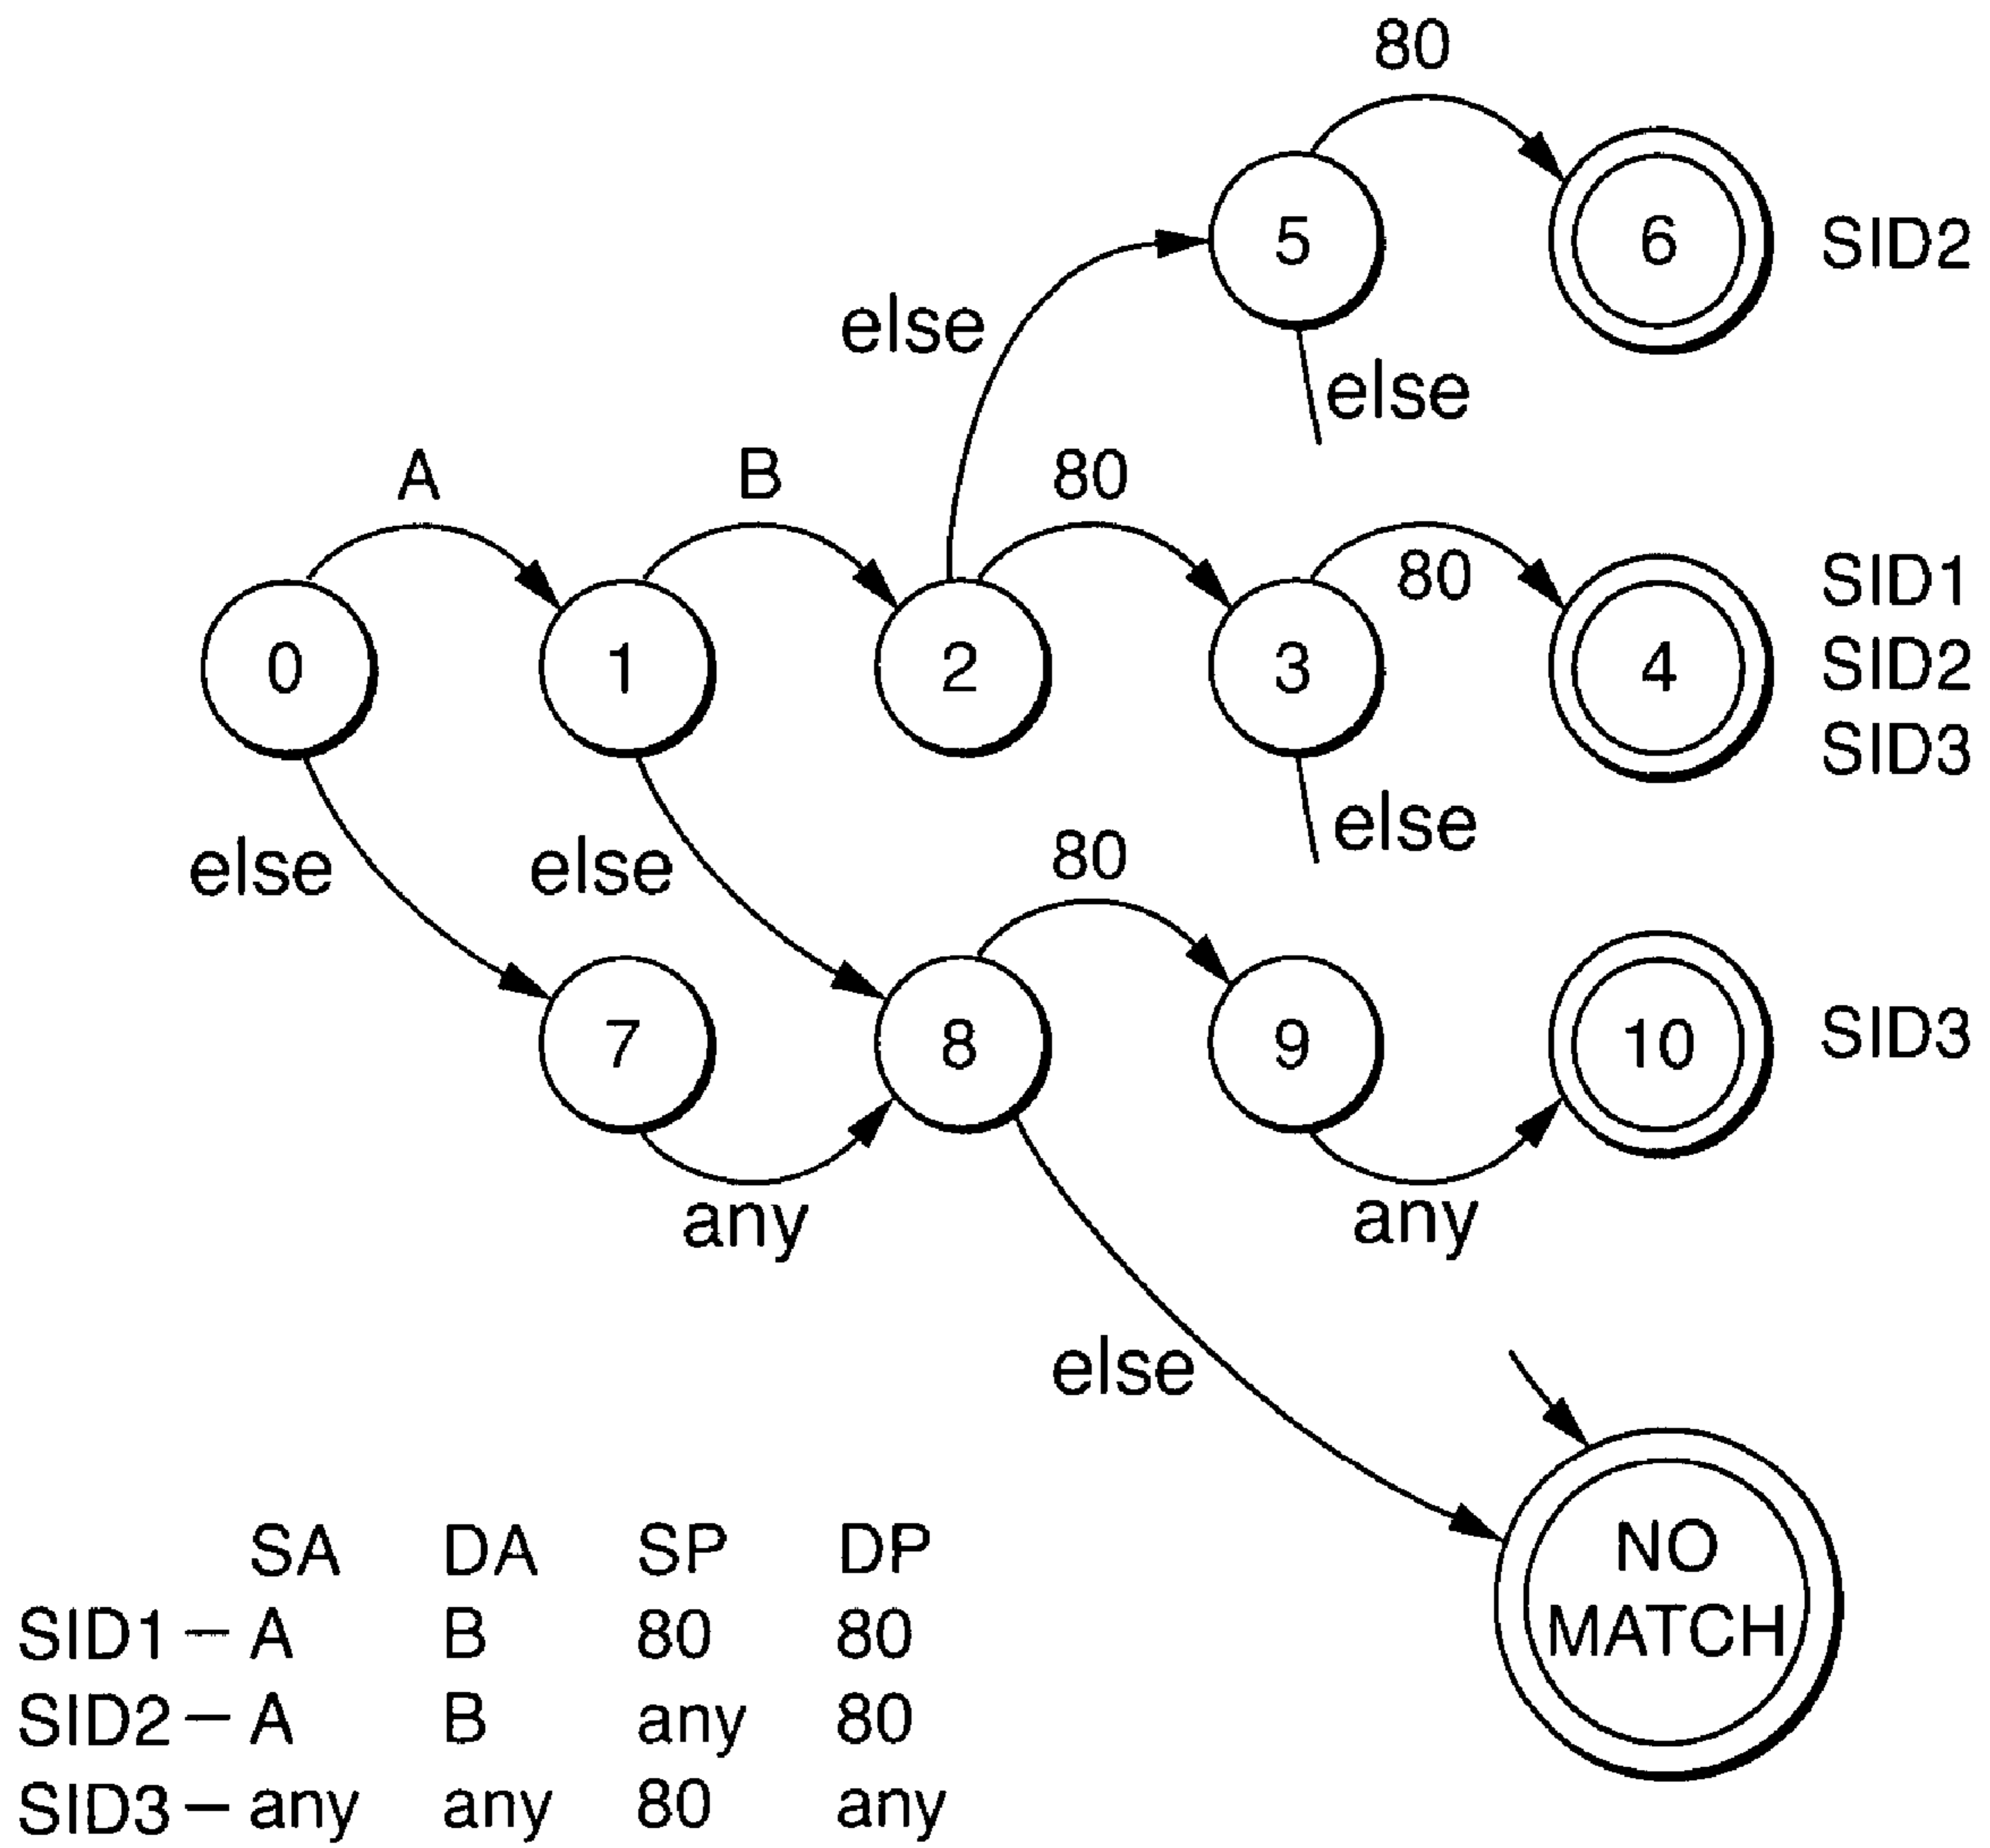 80
5
6
SID2
else
else
A
B
80
80
SID1
0
1
2
3
4
SID2
SID3
else
else
80
else
7
8
9
10
SID3
any
any
else
NO
MATCH
SA DA SP DP
SID1 – A B 80 80
SID2 – A B any 80
SID3 – any any 80 any